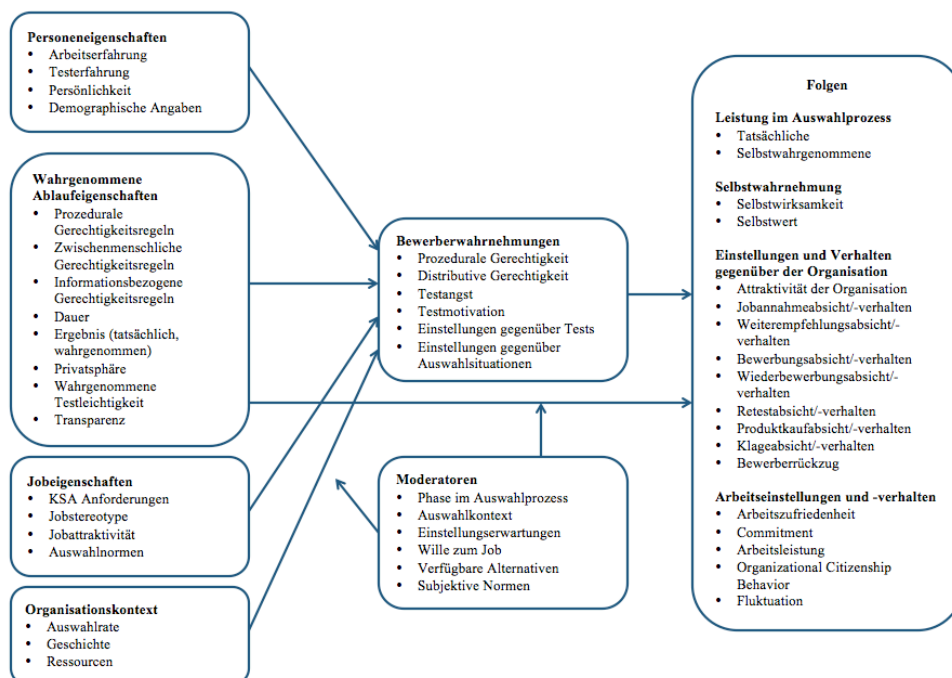 Personeneigenschaften
• Arbeitserfahrung
• Testerfahrung
• Persönlichkeit
• Demographische Angaben
Wahrgenommene
Ablaufeigenschaften
• Prozedurale
Gerechtigkeitsregeln
• Zwischenmenschliche
Gerechtigkeitsregeln
• Informationsbezogene
Gerechtigkeitsregeln
• Dauer
• Ergebnis (tatsächlich,
wahrgenommen)
• Privatsphäre
• Wahrgenommene
Testleichtigkeit
• Transparenz
Jobeigenschaften
• KSA Anforderungen
• Jobstereotype
• Jobattraktivität
• Auswahlnormen
Organisationskontext
• Auswahlrate
• Geschichte
• Ressourcen
Bewerberwahrnehmungen
• Prozedurale Gerechtigkeit
• Distributive Gerechtigkeit
• Testangst
• Testmotivation
• Einstellungen gegenüber Tests
• Einstellungen gegenüber
Auswahlsituationen
Moderatoren
• Phase im Auswahlprozess
• Auswahlkontext
• Einstellungserwartungen
• Wille zum Job
• Verfügbare Alternativen
• Subjektive Normen
Folgen
Leistung im Auswahlprozess
• Tatsächliche
• Selbstwahrgenommene
Selbstwahrnehmung
• Selbstwirksamkeit
• Selbstwert
Einstellungen und Verhalten
gegenüber der Organisation
• Attraktivität der Organisation
• Jobannahmeabsicht/-verhalten
• Weiterempfehlungsabsicht/-
verhalten
• Bewerbungsabsicht/-verhalten
• Wiederbewerbungsabsicht/-
verhalten
• Retestabsicht/-verhalten
• Produktkaufabsicht/-verhalten
• Klageabsicht/-verhalten
• Bewerberrückzug
Arbeitseinstellungen und -verhalten
• Arbeitszufriedenheit
• Commitment
• Arbeitsleistung
• Organizational Citizenship
Behavior
• Fluktuation